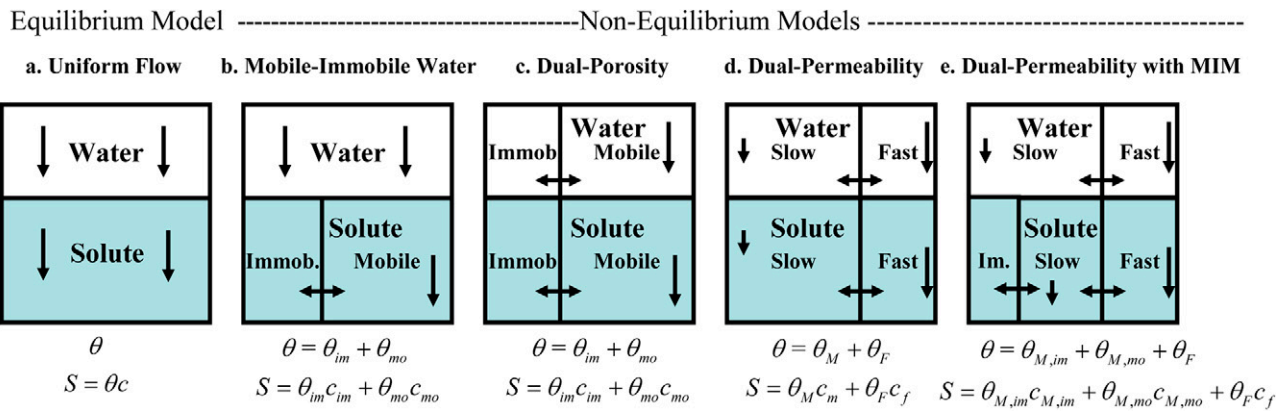 Equilibrium Model ----------------------------------Non-Equilibrium Models --------------------------------------
a. Uniform Flow
b. Mobile-Immobile Water
c. Dual-Porosity
d. Dual-Permeability
e. Dual-Permeability with MIM
Water
Solute
θ
S = θc
Water
Solute
Immob.
Mobile
θ = θ_im + θ_mo
S = θ_im c_im + θ_mo c_mo
Water
Immob.
Mobile
Solute
Immob.
Mobile
θ = θ_im + θ_mo
S = θ_im c_im + θ_mo c_mo
Water
Slow
Fast
Solute
Slow
Fast
θ = θ_M + θ_F
S = θ_M c_m + θ_F c_f
Water
Slow
Fast
Solute
Im.
Slow
Fast
θ = θ_M,im + θ_M,mo + θ_F
S = θ_M,im c_M,im + θ_M,mo c_M,mo + θ_F c_f